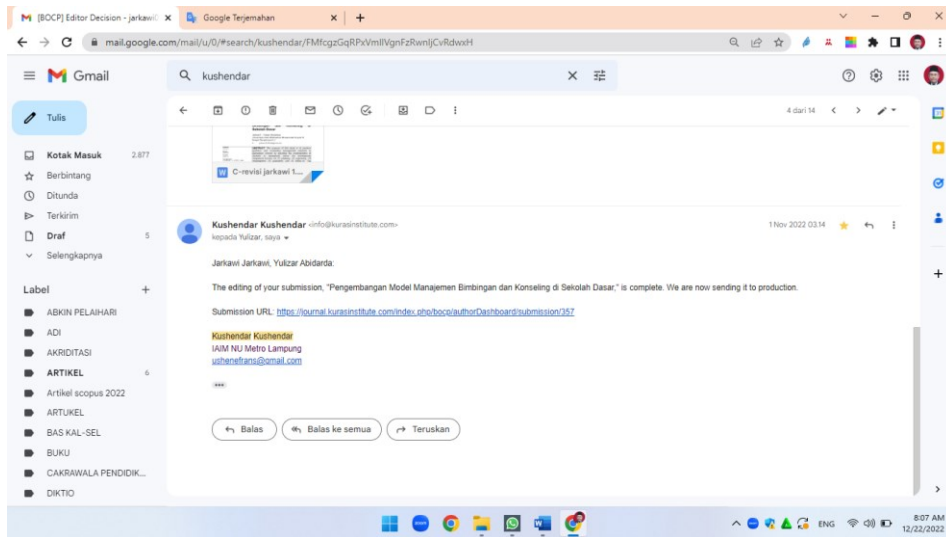 [BOCP] Editor Decision - jarkawi
Google Terjemahan
mail.google.com/mail/u/0/#search/kushendar/FMfcgzGqRPxVmllVgnFzRwnljCvRdwxH
Gmail
kushendar
Tulis
4 dari 14
Kotak Masuk 2.877
Berbintang
Ditunda
Terkirim
Draf 5
Selengkapnya
Label
ABKIN PELAIHARI
ADI
AKRIDITASI
ARTIKEL 6
Artikel scopus 2022
ARTUKEL
BAS KAL-SEL
BUKU
CAKRAWALA PENDIDIK...
DIKTIO
W C-revisi jarkawi 1....
Kushendar Kushendar <info@kurasinstitute.com>
1 Nov 2022 03.14
kepada Yulizar, saya
Jarkawi Jarkawi, Yulizar Abidarda:
The editing of your submission, "Pengembangan Model Manajemen Bimbingan dan Konseling di Sekolah Dasar," is complete. We are now sending it to production.
Submission URL: https://journal.kurasinstitute.com/index.php/bocp/authorDashboard/submission/357
Kushendar Kushendar
IAIM NU Metro Lampung
ushenefrans@gmail.com
Balas
Balas ke semua
Teruskan
ENG
8:07 AM
12/22/2022